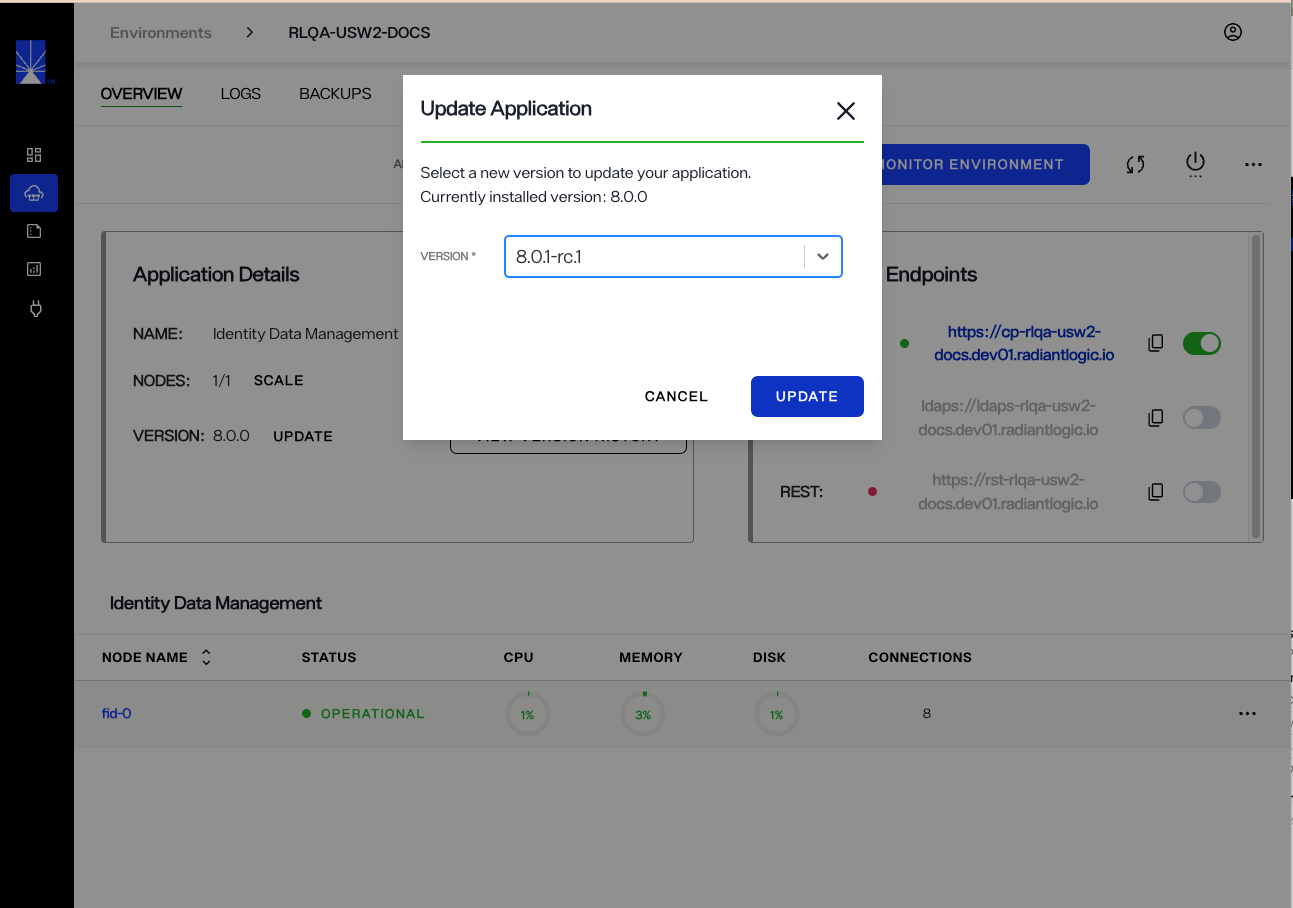 Environments > RLQA-USW2-DOCS
OVERVIEW LOGS BACKUPS
Update Application
MONITOR ENVIRONMENT
Select a new version to update your application.
Currently installed version: 8.0.0
VERSION * 8.0.1-rc.1
CANCEL UPDATE
Application Details
NAME: Identity Data Management
NODES: 1/1 SCALE
VERSION: 8.0.0 UPDATE
VIEW VERSION HISTORY
Endpoints
https://cp-rlqa-usw2-
docs.dev01.radiantlogic.io
ldaps://ldaps-rlqa-usw2-
docs.dev01.radiantlogic.io
REST:
https://rst-rlqa-usw2-
docs.dev01.radiantlogic.io
Identity Data Management
NODE NAME STATUS CPU MEMORY DISK CONNECTIONS
fid-0 OPERATIONAL 1% 3% 1% 8